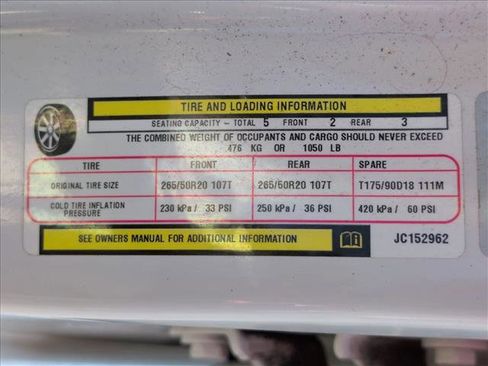 TIRE AND LOADING INFORMATION
SEATING CAPACITY - TOTAL 5 FRONT 2 REAR 3
THE COMBINED WEIGHT OF OCCUPANTS AND CARGO SHOULD NEVER EXCEED
476 KG OR 1050 LB
TIRE FRONT REAR SPARE
ORIGINAL TIRE SIZE 265/50R20 107T 265/50R20 107T T175/90D18 111M
COLD TIRE INFLATION PRESSURE 230 kPa / 33 PSI 250 kPa / 36 PSI 420 kPa / 60 PSI
SEE OWNERS MANUAL FOR ADDITIONAL INFORMATION JC152962